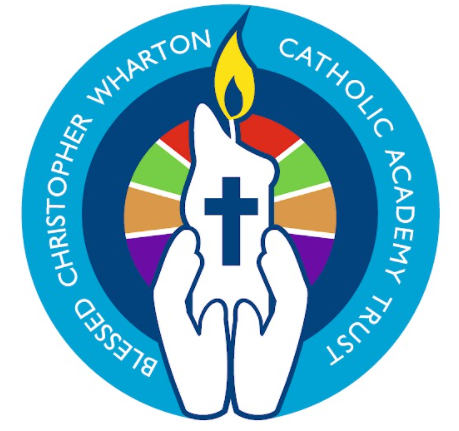 BLESSED CHRISTOPHER WHARTON
CATHOLIC ACADEMY TRUST